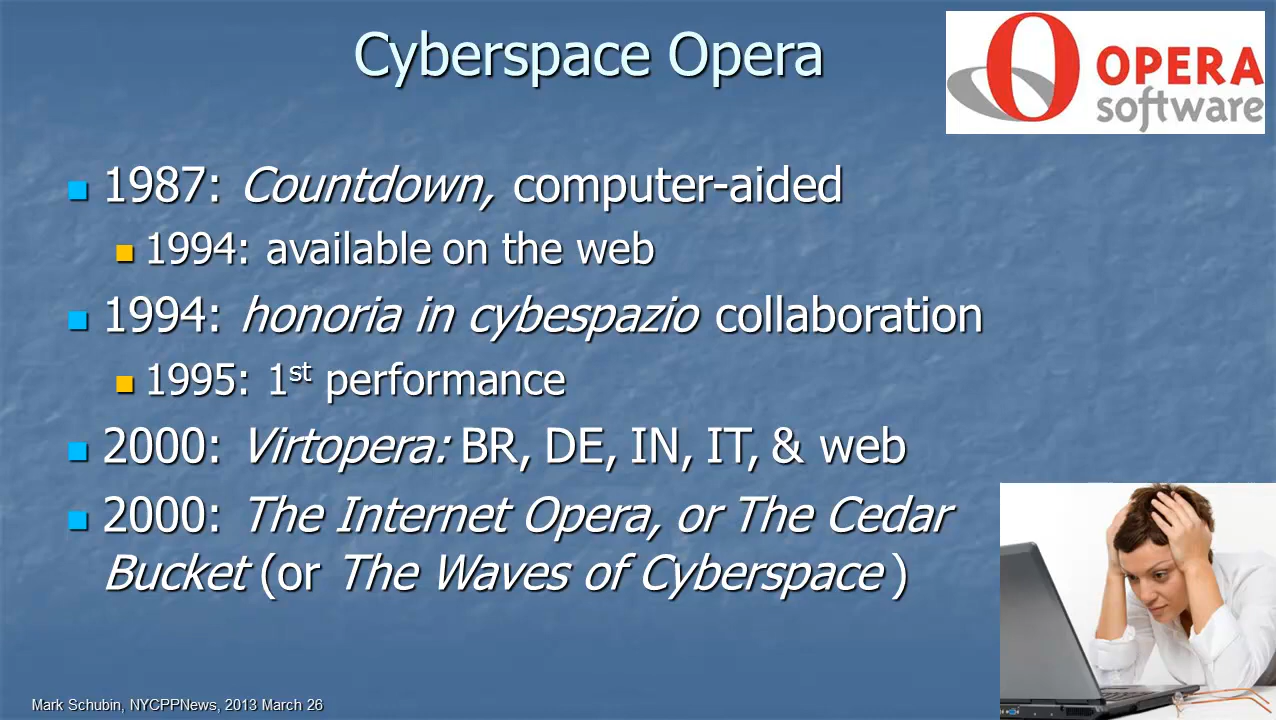 Cyberspace Opera
OPERA
software
1987: Countdown, computer-aided
1994: available on the web
1994: honoria in cybespazio collaboration
1995: 1st performance
2000: Virtopera: BR, DE, IN, IT, & web
2000: The Internet Opera, or The Cedar
Bucket (or The Waves of Cyberspace )
Mark Schubin, NYCPPNews, 2013 March 26